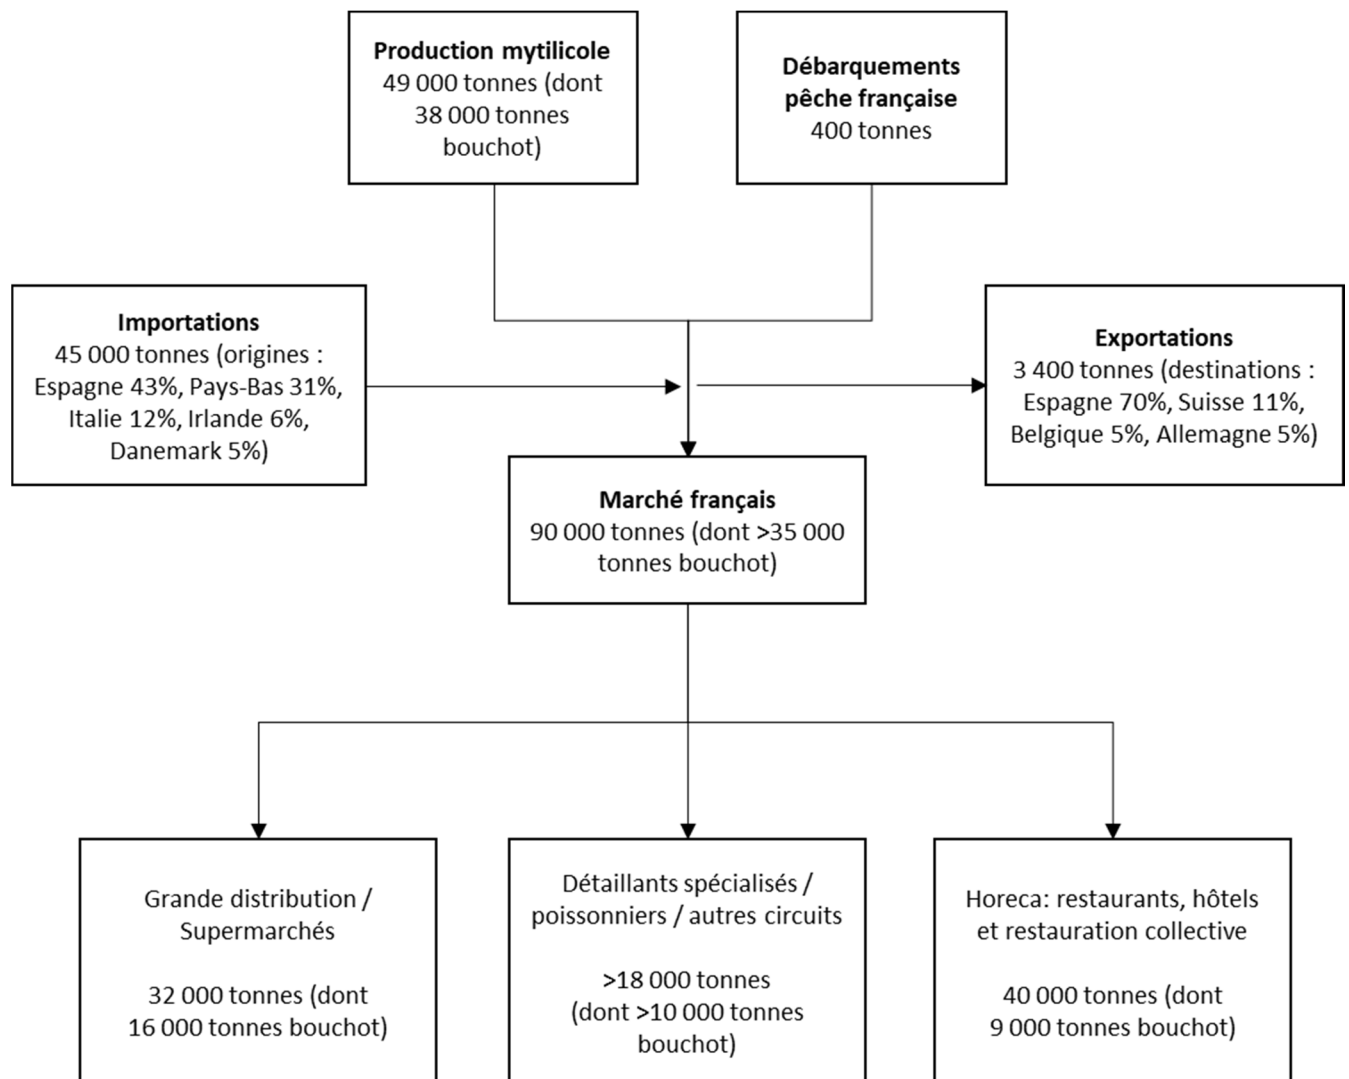 Production mytilicole
49 000 tonnes (dont
38 000 tonnes
bouchot)
Débarquements
pêche française
400 tonnes
Importations
45 000 tonnes (origines :
Espagne 43%, Pays-Bas 31%,
Italie 12%, Irlande 6%,
Danemark 5%)
Exportations
3 400 tonnes (destinations :
Espagne 70%, Suisse 11%,
Belgique 5%, Allemagne 5%)
Marché français
90 000 tonnes (dont >35 000
tonnes bouchot)
Grande distribution /
Supermarchés
32 000 tonnes (dont
16 000 tonnes bouchot)
Détaillants spécialisés /
poissonniers / autres circuits
>18 000 tonnes
(dont >10 000 tonnes
bouchot)
Horeca: restaurants, hôtels
et restauration collective
40 000 tonnes (dont
9 000 tonnes bouchot)